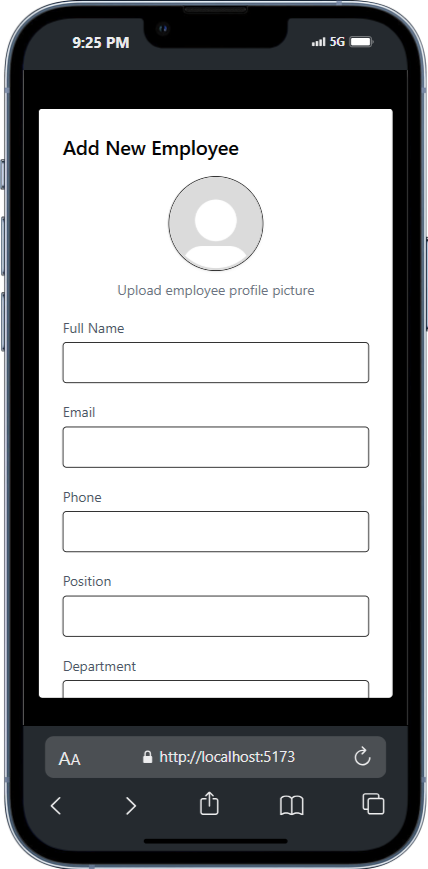 9:25 PM 5G
Add New Employee
Upload employee profile picture
Full Name
Email
Phone
Position
Department
AA http://localhost:5173